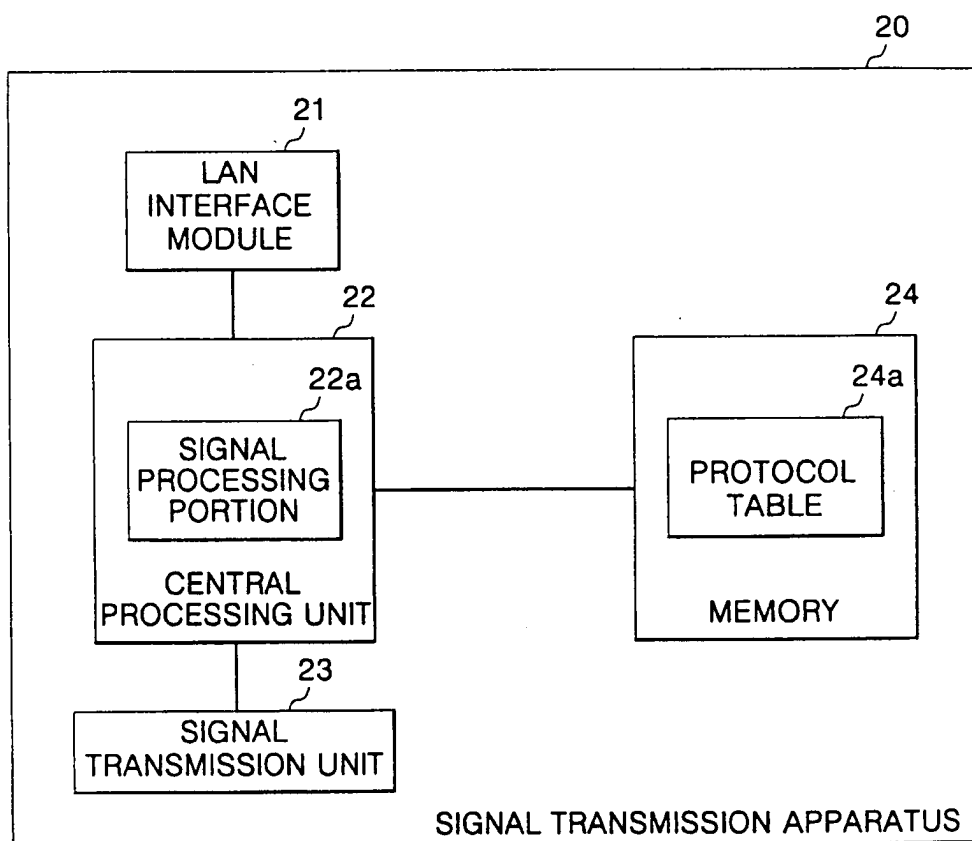 20
21
LAN
INTERFACE
MODULE
22
24
22a
24a
SIGNAL
PROCESSING
PORTION
PROTOCOL
TABLE
CENTRAL
PROCESSING UNIT
MEMORY
23
SIGNAL
TRANSMISSION UNIT
SIGNAL TRANSMISSION APPARATUS